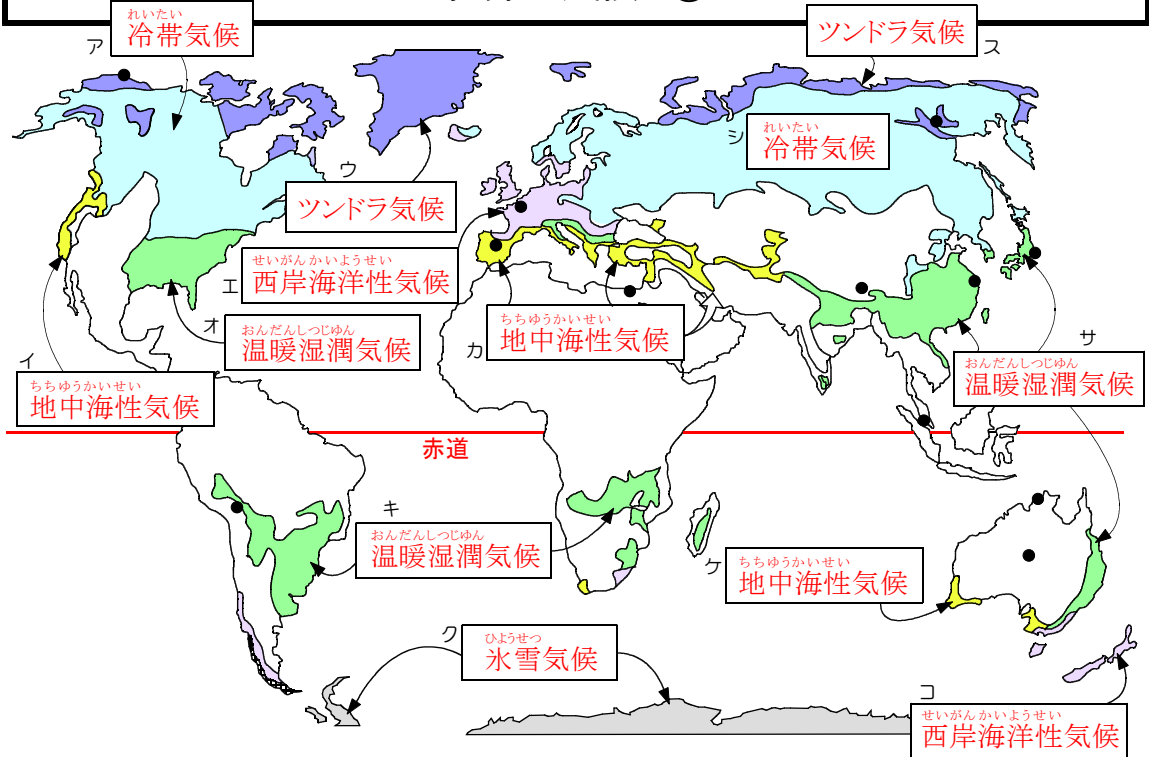 れいたい
冷帯気候
ア
ツンドラ気候
ス
シ
れいたい
冷帯気候
ウ
ツンドラ気候
せいがんかいようせい
西岸海洋性気候
エ
オ
おんだんしつじゆん
温暖湿潤気候
ちちゆうかいせい
地中海性気候
カ
サ
おんだんしつじゆん
温暖湿潤気候
イ
ちちゆうかいせい
地中海性気候
赤道
キ
おんだんしつじゆん
温暖湿潤気候
ケ
ちちゆうかいせい
地中海性気候
ク
ひようせつ
氷雪気候
コ
せいがんかいようせい
西岸海洋性気候